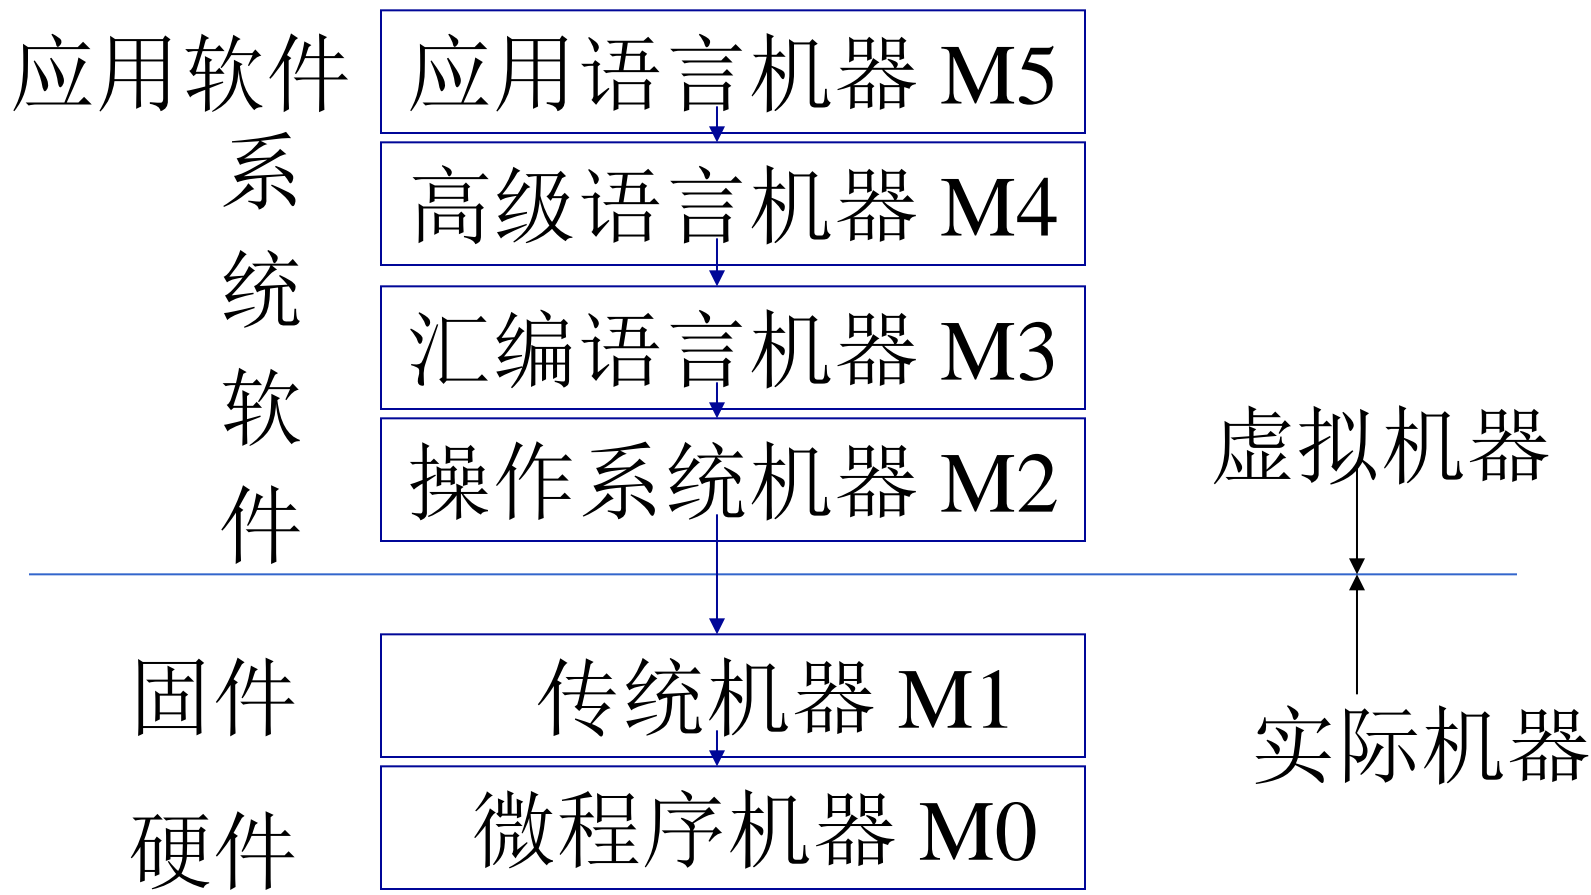 应用软件
应用语言机器 M5
系
统
软
件
高级语言机器 M4
汇编语言机器 M3
操作系统机器 M2
虚拟机器
固件
传统机器 M1
实际机器
硬件
微程序机器 M0